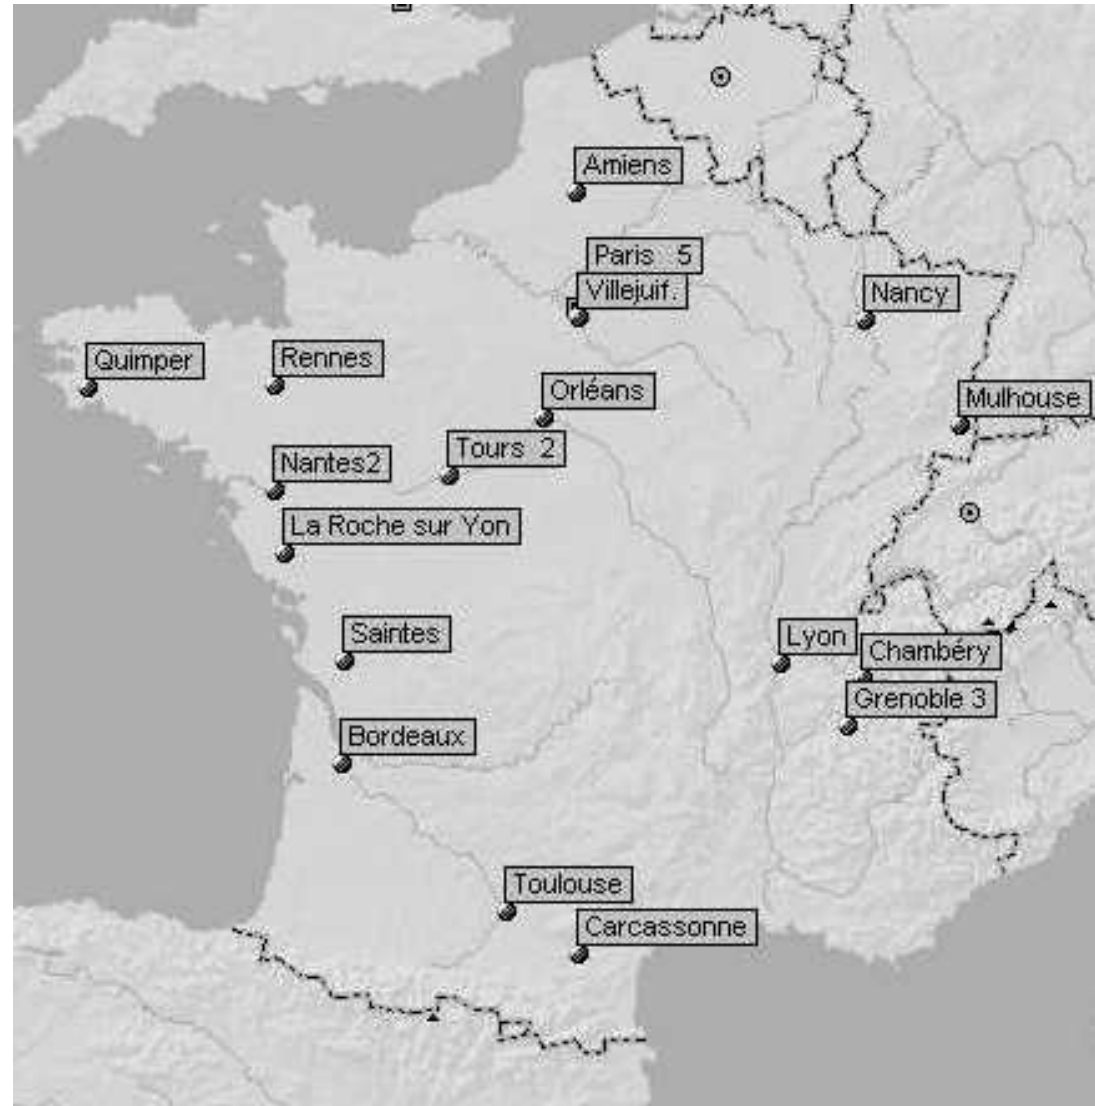 Amiens
Paris 5
Villejuif.
Nancy
Quimper
Rennes
Orléans
Mulhouse
Tours 2
Nantes2
La Roche sur Yon
Saintes
Lyon
Chambéry
Grenoble 3
Bordeaux
Toulouse
Carcassonne